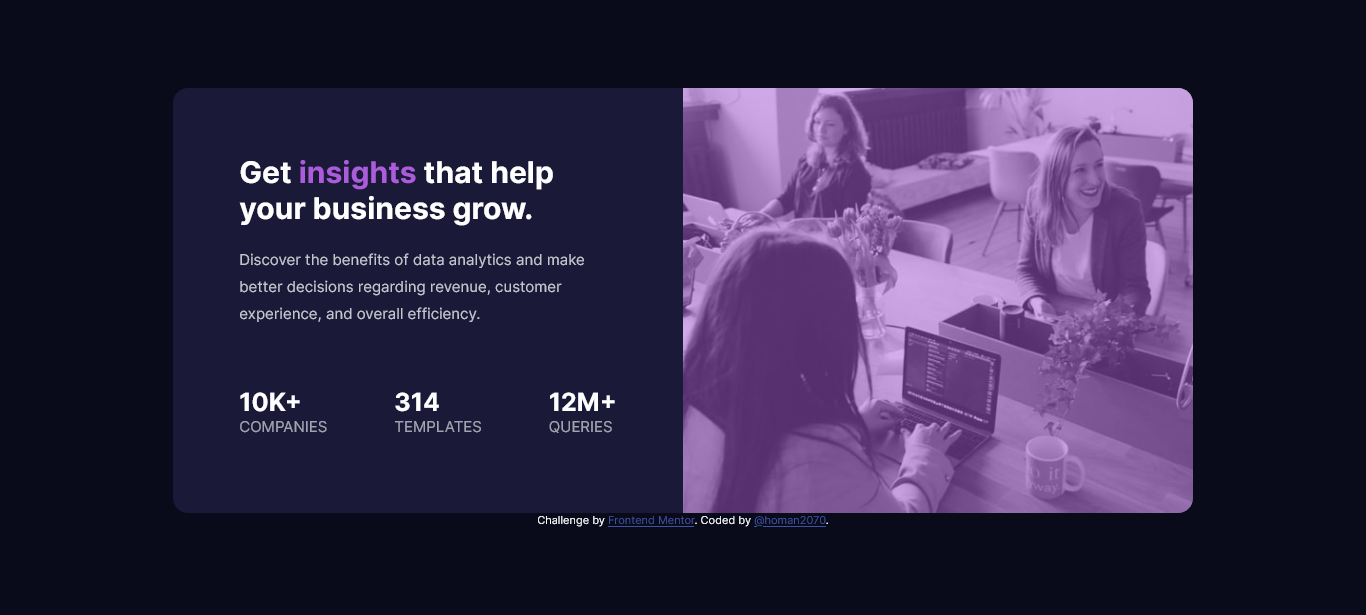 Get insights that help
your business grow.
Discover the benefits of data analytics and make
better decisions regarding revenue, customer
experience, and overall efficiency.
10K+
COMPANIES
314
TEMPLATES
12M+
QUERIES
Challenge by Frontend Mentor. Coded by @homan2070.